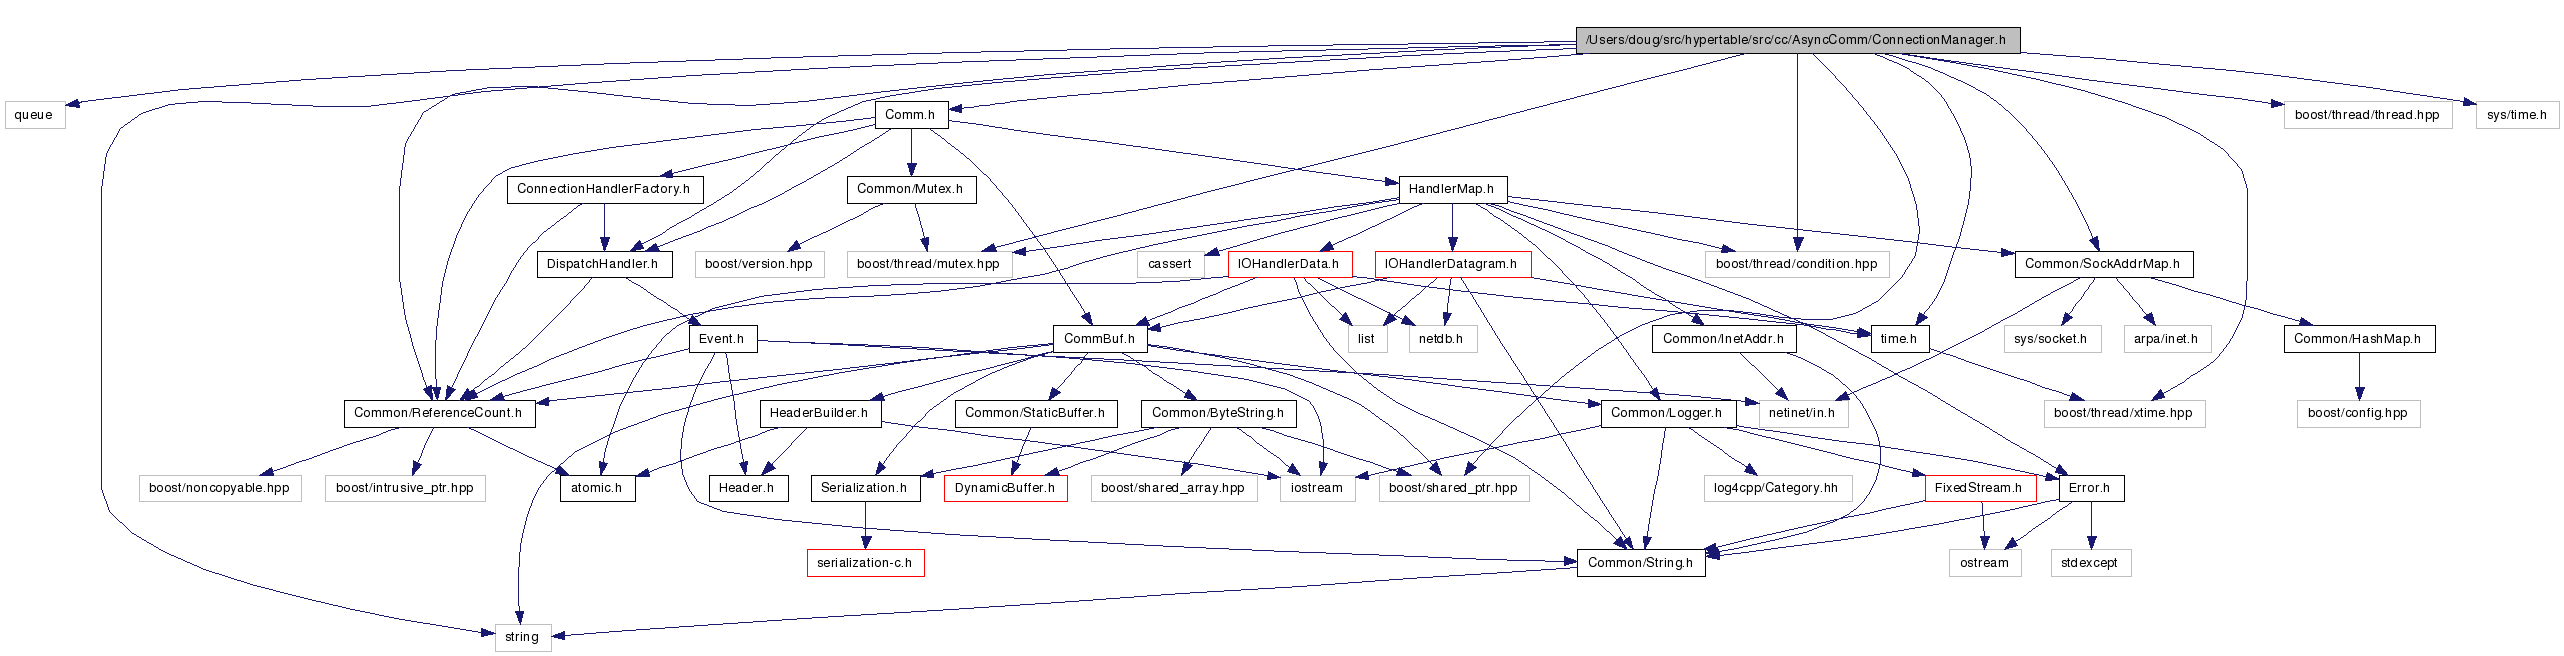 /Users/doug/src/hypertable/src/cc/AsyncComm/ConnectionManager.h
queue
Comm.h
boost/thread/thread.hpp
sys/time.h
ConnectionHandlerFactory.h
Common/Mutex.h
HandlerMap.h
DispatchHandler.h
boost/version.hpp
boost/thread/mutex.hpp
cassert
IOHandlerData.h
IOHandlerDatagram.h
boost/thread/condition.hpp
Common/SockAddrMap.h
Event.h
CommBuf.h
list
netdb.h
Common/InetAddr.h
time.h
sys/socket.h
arpa/inet.h
Common/HashMap.h
Common/ReferenceCount.h
HeaderBuilder.h
Common/StaticBuffer.h
Common/ByteString.h
Common/Logger.h
netinet/in.h
boost/thread/xtime.hpp
boost/config.hpp
boost/noncopyable.hpp
boost/intrusive_ptr.hpp
atomic.h
Header.h
Serialization.h
DynamicBuffer.h
boost/shared_array.hpp
iostream
boost/shared_ptr.hpp
log4cpp/Category.hh
FixedStream.h
Error.h
serialization-c.h
Common/String.h
ostream
stdexcept
string